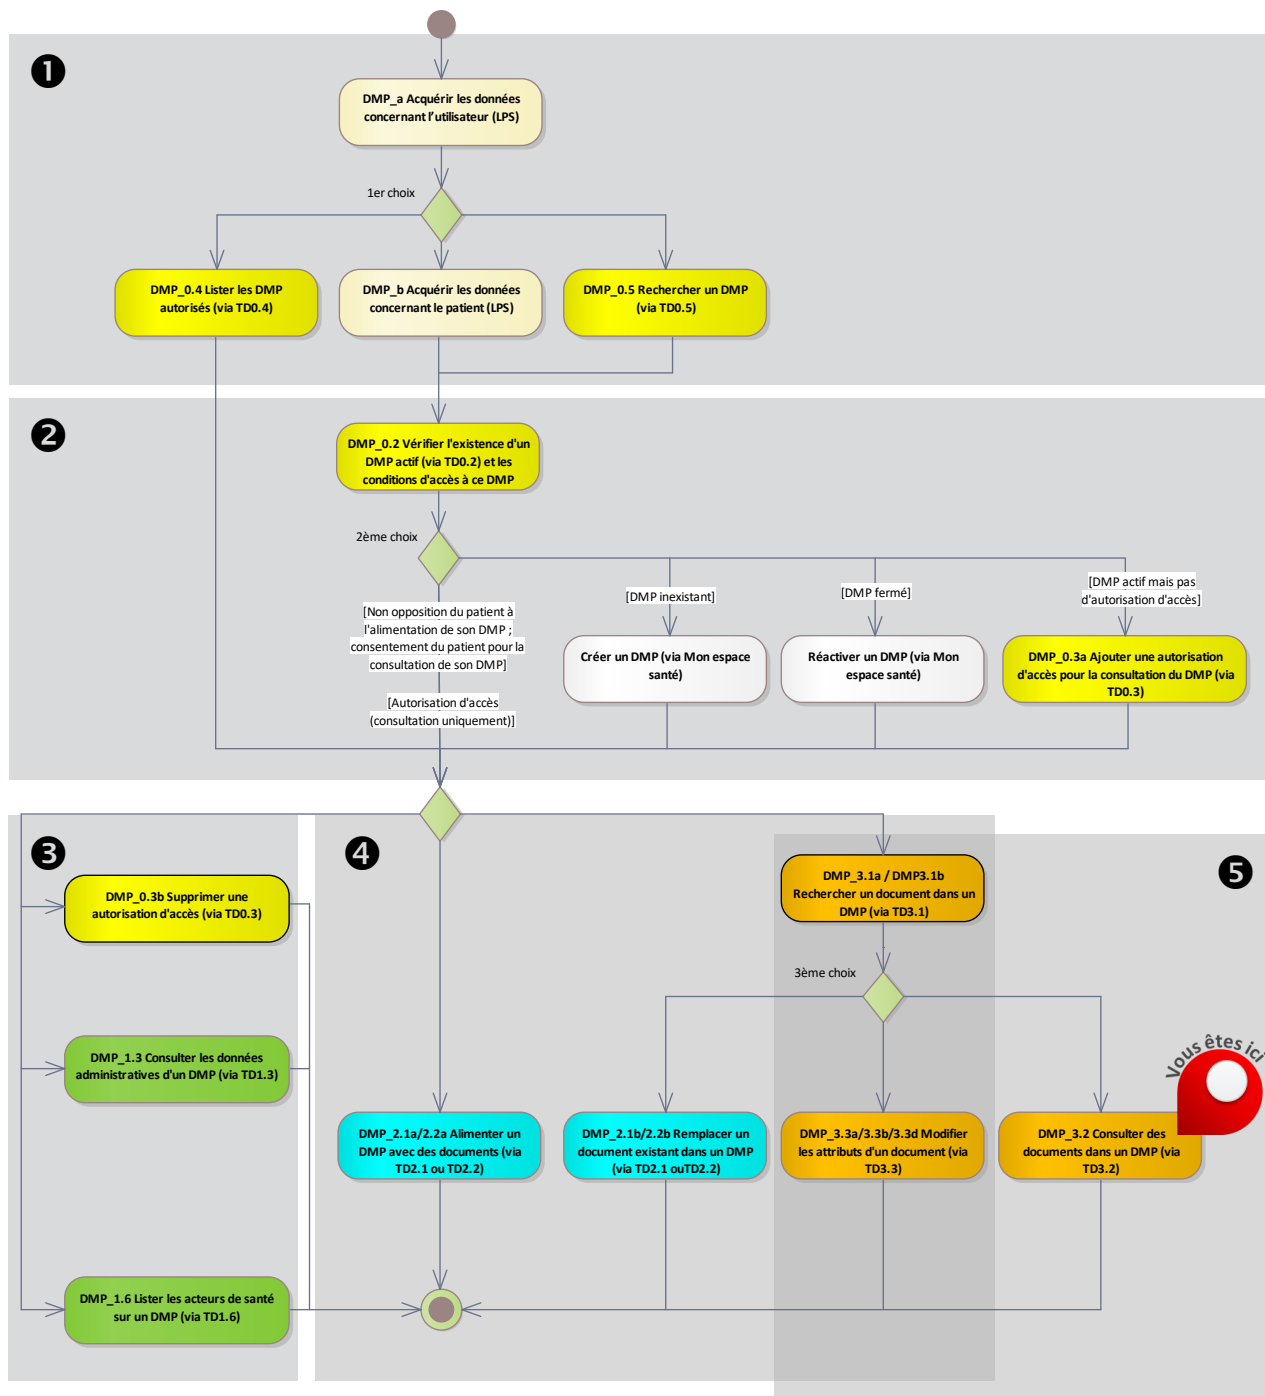 ❶
DMP_a Acquérir les données
concernant l'utilisateur (LPS)
1er choix
DMP_0.4 Lister les DMP
autorisés (via TD0.4)
DMP_b Acquérir les données
concernant le patient (LPS)
DMP_0.5 Rechercher un DMP
(via TD0.5)
❷
DMP_0.2 Vérifier l'existence d'un
DMP actif (via TD0.2) et les
conditions d'accès à ce DMP
2ème choix
[Non opposition du patient à
l'alimentation de son DMP ;
consentement du patient pour la
consultation de son DMP]
[Autorisation d'accès
(consultation uniquement)]
[DMP inexistant]
[DMP fermé]
[DMP actif mais pas
d'autorisation d'accès]
Créer un DMP (via Mon espace
santé)
Réactiver un DMP (via Mon
espace santé)
DMP_0.3a Ajouter une autorisation
d'accès pour la consultation du DMP (via
TD0.3)
❸
DMP_0.3b Supprimer une
autorisation d'accès (via TD0.3)
DMP_1.3 Consulter les données
administratives d'un DMP (via TD1.3)
DMP_1.6 Lister les acteurs de santé
sur un DMP (via TD1.6)
❹
❺
DMP_3.1a / DMP3.1b
Rechercher un document dans un
DMP (via TD3.1)
3ème choix
Vous êtes ici
DMP_2.1a/2.2a Alimenter un
DMP avec des documents (via
TD2.1 ou TD2.2)
DMP_2.1b/2.2b Remplacer un
document existant dans un DMP
(via TD2.1 ouTD2.2)
DMP_3.3a/3.3b/3.3d Modifier
les attributs d'un document (via
TD3.3)
DMP_3.2 Consulter des
documents dans un DMP (via
TD3.2)